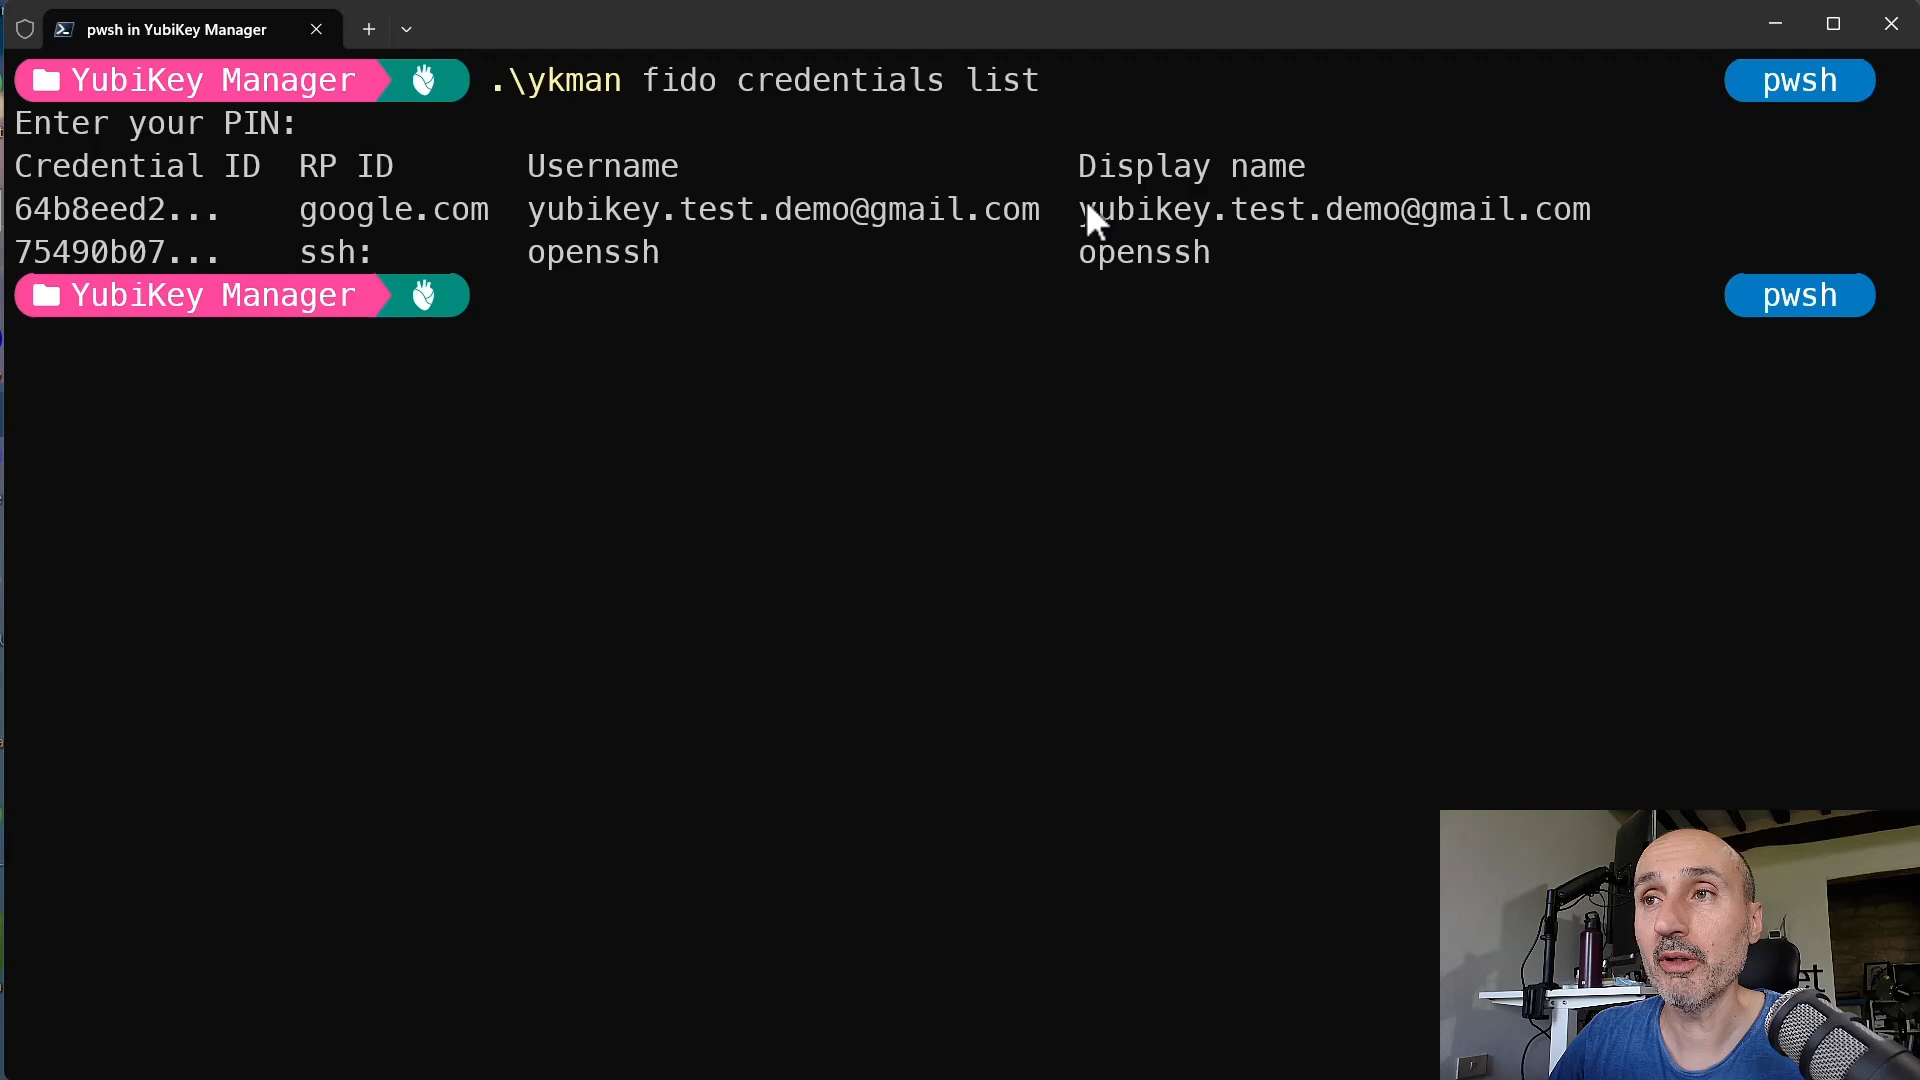 pwsh in YubiKey Manager
YubiKey Manager .\ykman fido credentials list pwsh
Enter your PIN:
Credential ID RP ID Username Display name
64b8eed2... google.com yubikey.test.demo@gmail.com yubikey.test.demo@gmail.com
75490b07... ssh: openssh openssh
YubiKey Manager pwsh
et